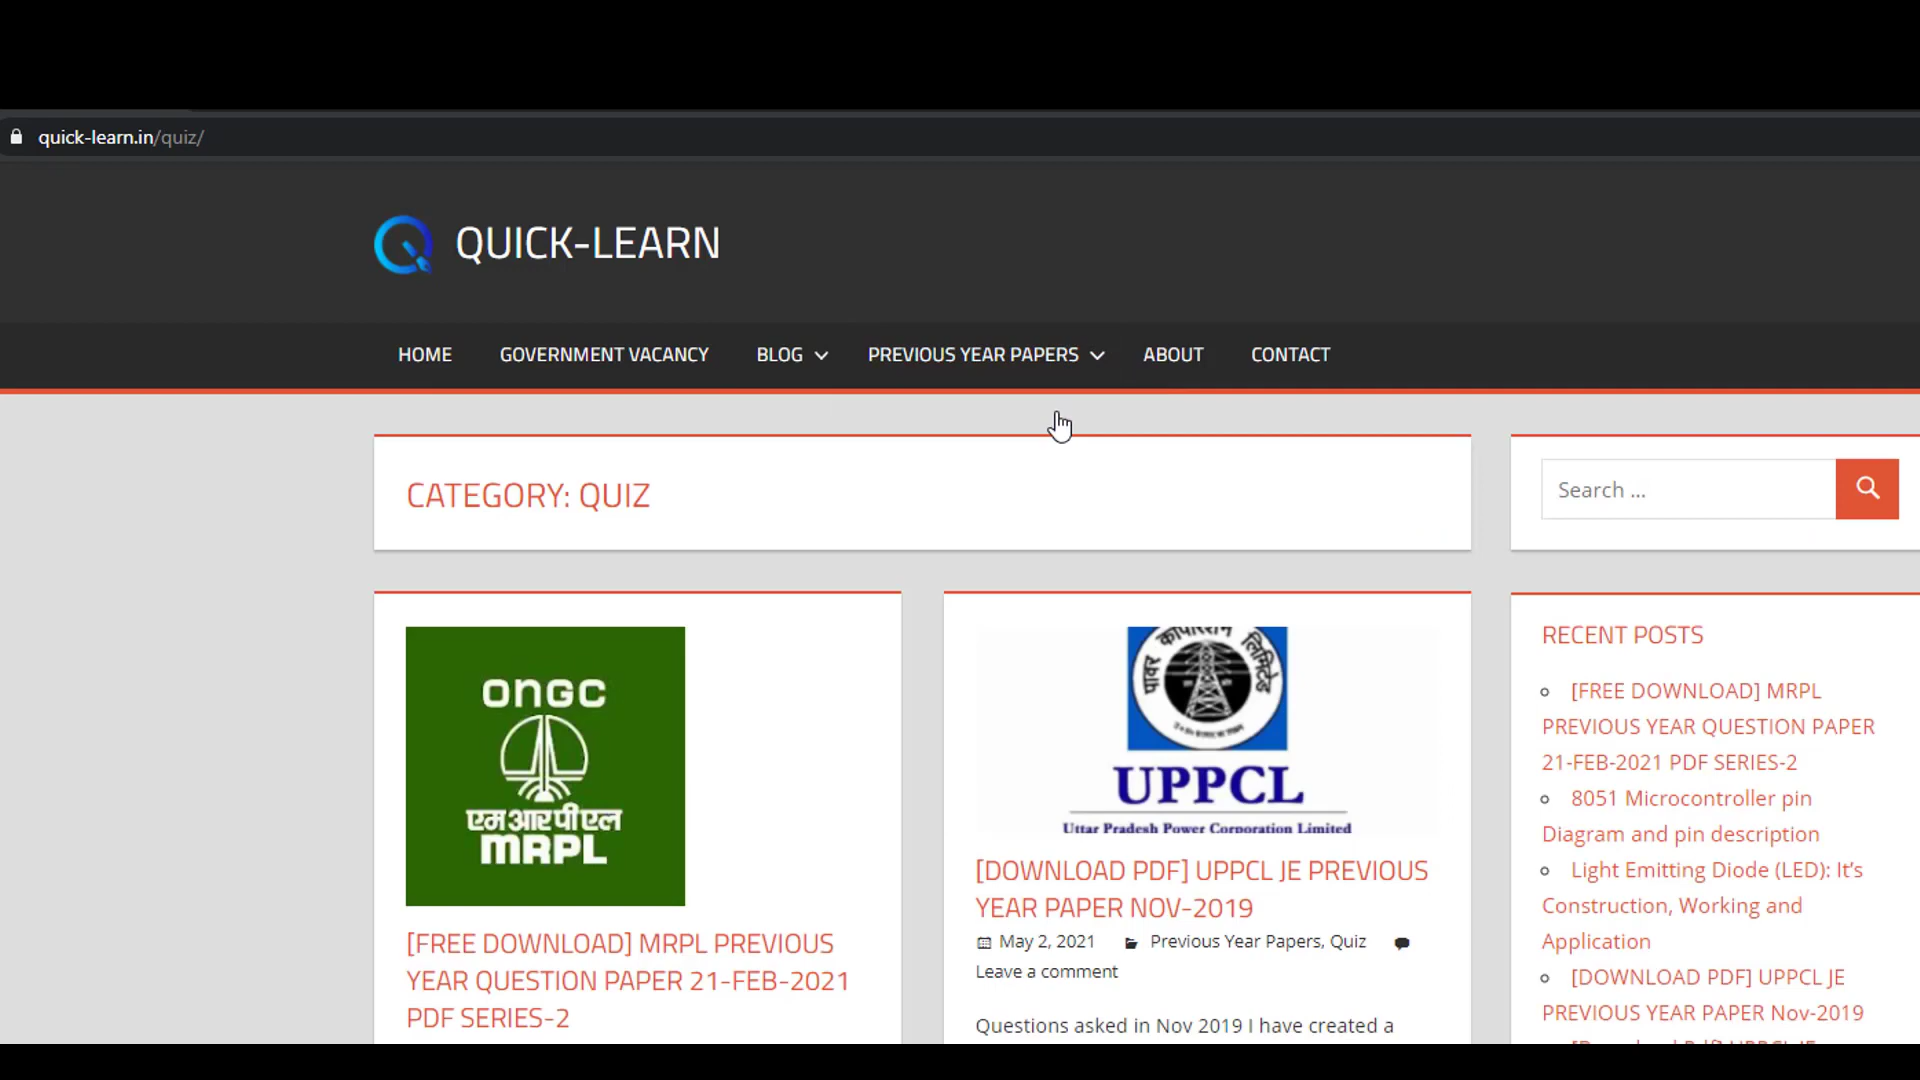 quick-learn.in/quiz/
QUICK-LEARN
HOME GOVERNMENT VACANCY BLOG PREVIOUS YEAR PAPERS ABOUT CONTACT
CATEGORY: QUIZ
Search ...
ONGC
एमआरपीएल
MRPL
[FREE DOWNLOAD] MRPL PREVIOUS
YEAR QUESTION PAPER 21-FEB-2021
PDF SERIES-2
पावर कारपोरेशन लिमिटेड
UPPCL
Uttar Pradesh Power Corporation Limited
[DOWNLOAD PDF] UPPCL JE PREVIOUS
YEAR PAPER NOV-2019
May 2, 2021 Previous Year Papers, Quiz
Leave a comment
Questions asked in Nov 2019 I have created a
RECENT POSTS
[FREE DOWNLOAD] MRPL
PREVIOUS YEAR QUESTION PAPER
21-FEB-2021 PDF SERIES-2
8051 Microcontroller pin
Diagram and pin description
Light Emitting Diode (LED): It's
Construction, Working and
Application
[DOWNLOAD PDF] UPPCL JE
PREVIOUS YEAR PAPER Nov-2019